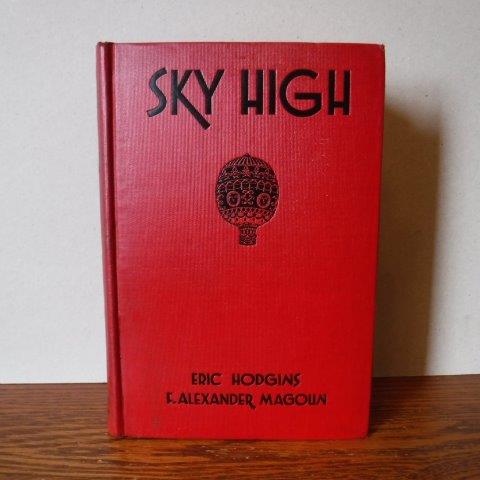 SKY HIGH
ERIC HODGINS
F. ALEXANDER MAGOUN